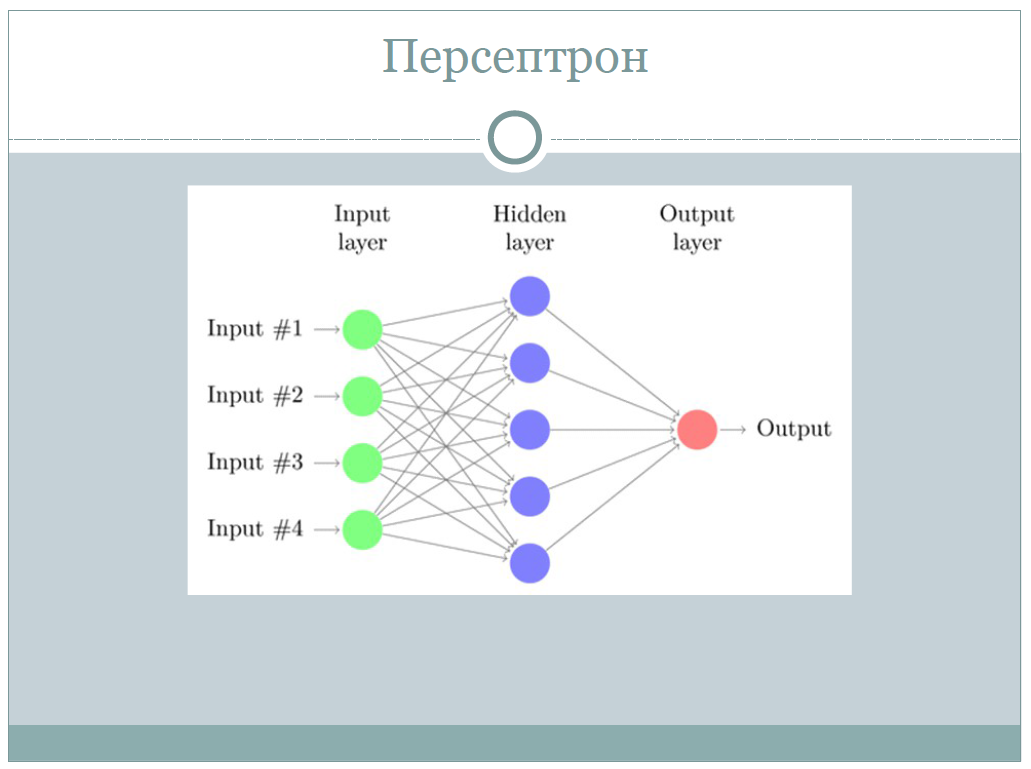 Персептрон
Input
layer
Hidden
layer
Output
layer
Input #1
Input #2
Input #3
Input #4
Output